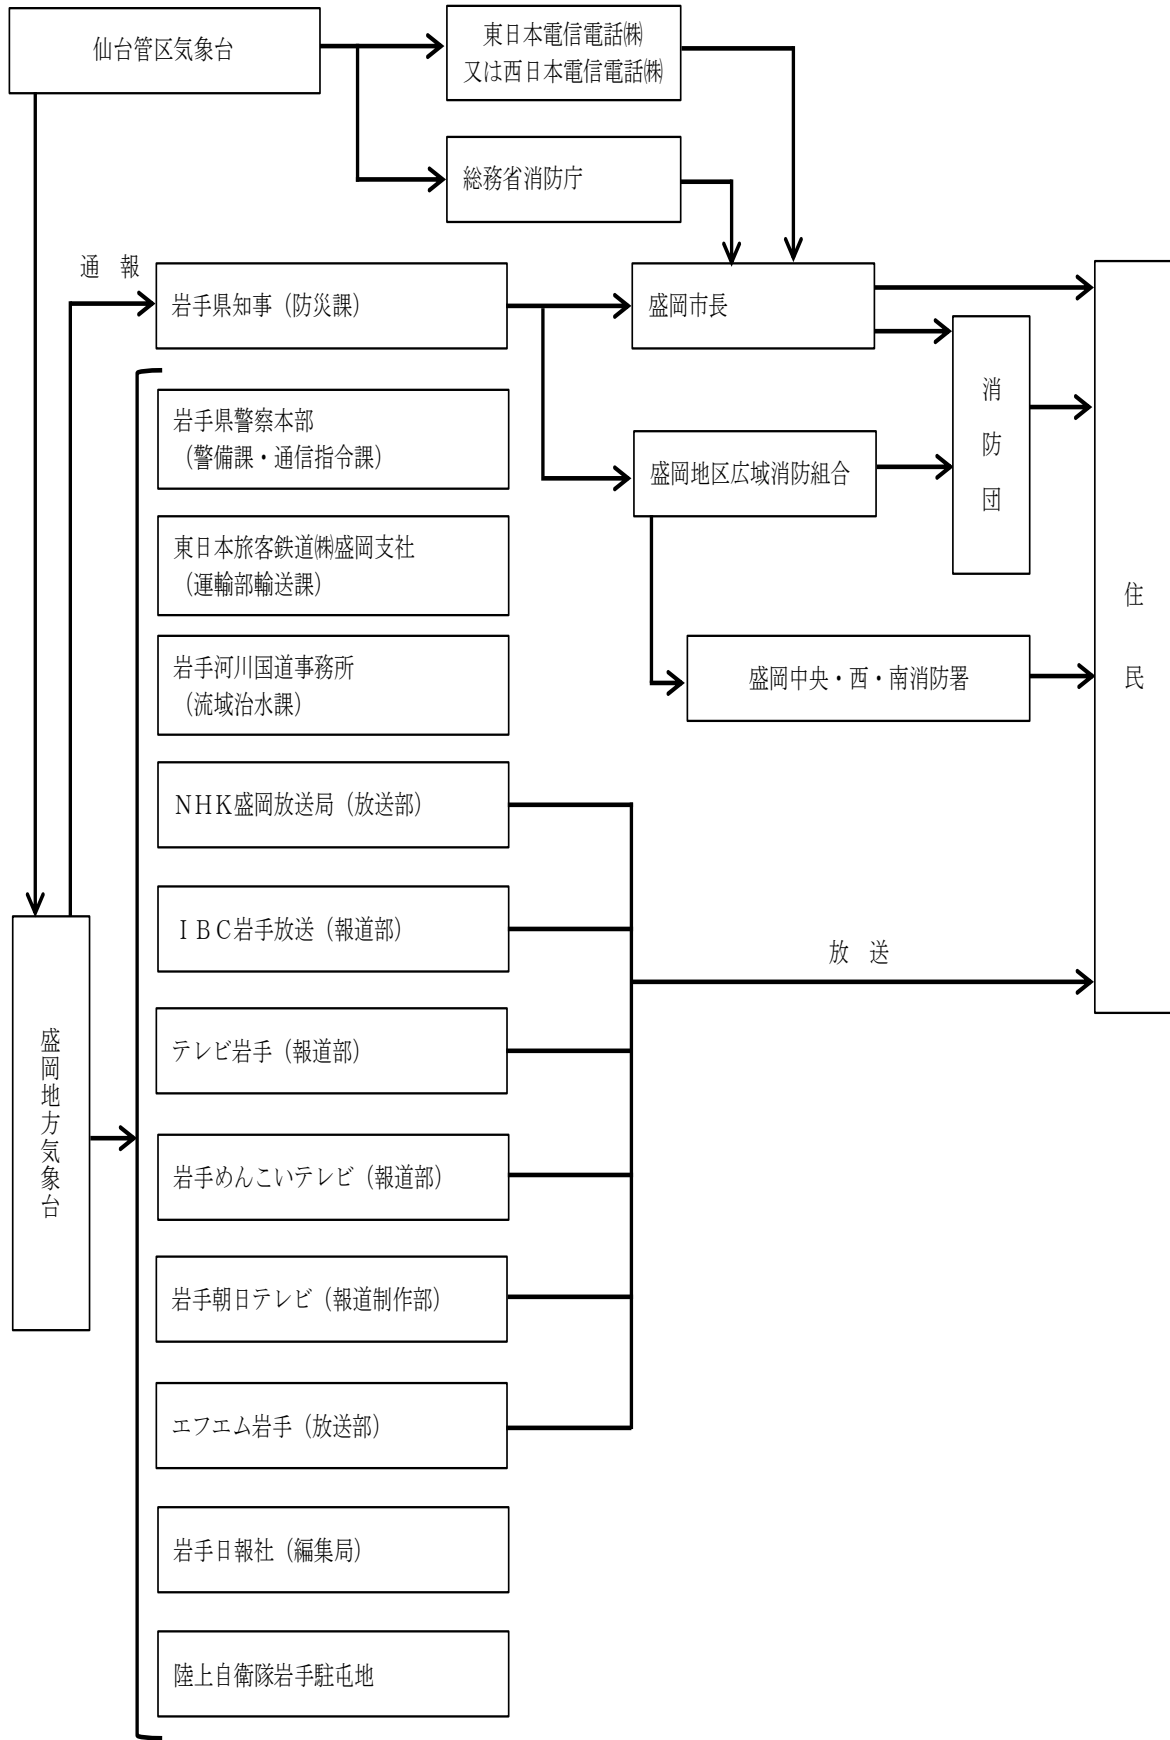 仙台管区気象台
東日本電信電話㈱
又は西日本電信電話㈱
総務省消防庁
通　報
岩手県知事（防災課）
盛岡市長
岩手県警察本部
（警備課・通信指令課）
盛岡地区広域消防組合
消防団
東日本旅客鉄道㈱盛岡支社
（運輸部輸送課）
岩手河川国道事務所
（流域治水課）
盛岡中央・西・南消防署
住民
ＮＨＫ盛岡放送局（放送部）
ＩＢＣ岩手放送（報道部）
放　送
テレビ岩手（報道部）
盛岡地方気象台
岩手めんこいテレビ（報道部）
岩手朝日テレビ（報道制作部）
エフエム岩手（放送部）
岩手日報社（編集局）
陸上自衛隊岩手駐屯地